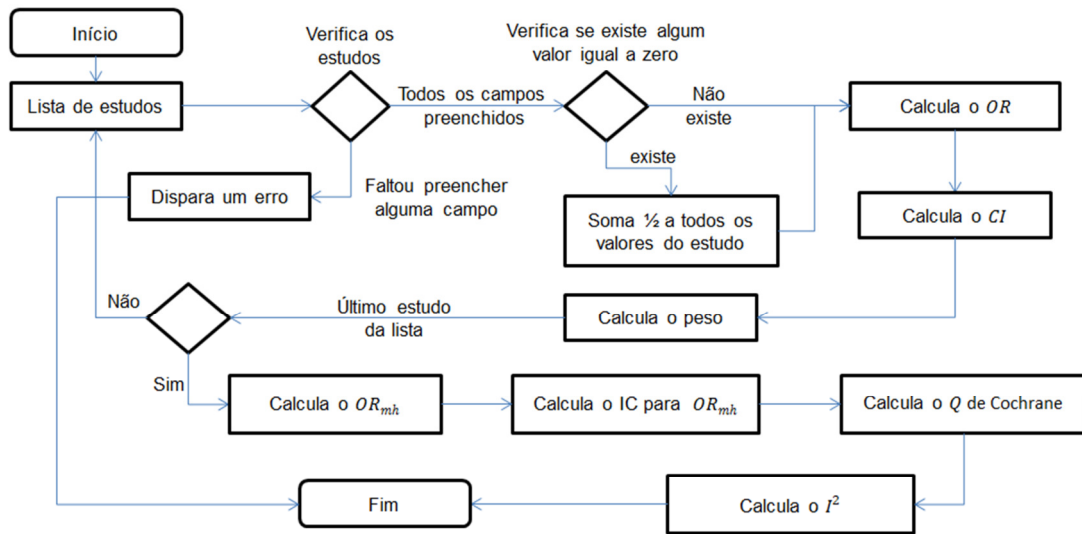 Início
Verifica os
estudos
Verifica se existe algum
valor igual a zero
Lista de estudos
Todos os campos
preenchidos
Não
existe
Calcula o OR
existe
Dispara um erro
Faltou preencher
alguma campo
Soma ½ a todos os
valores do estudo
Calcula o CI
Não
Último estudo
da lista
Calcula o peso
Sim
Calcula o OR_mh
Calcula o IC para OR_mh
Calcula o Q de Cochrane
Fim
Calcula o I²